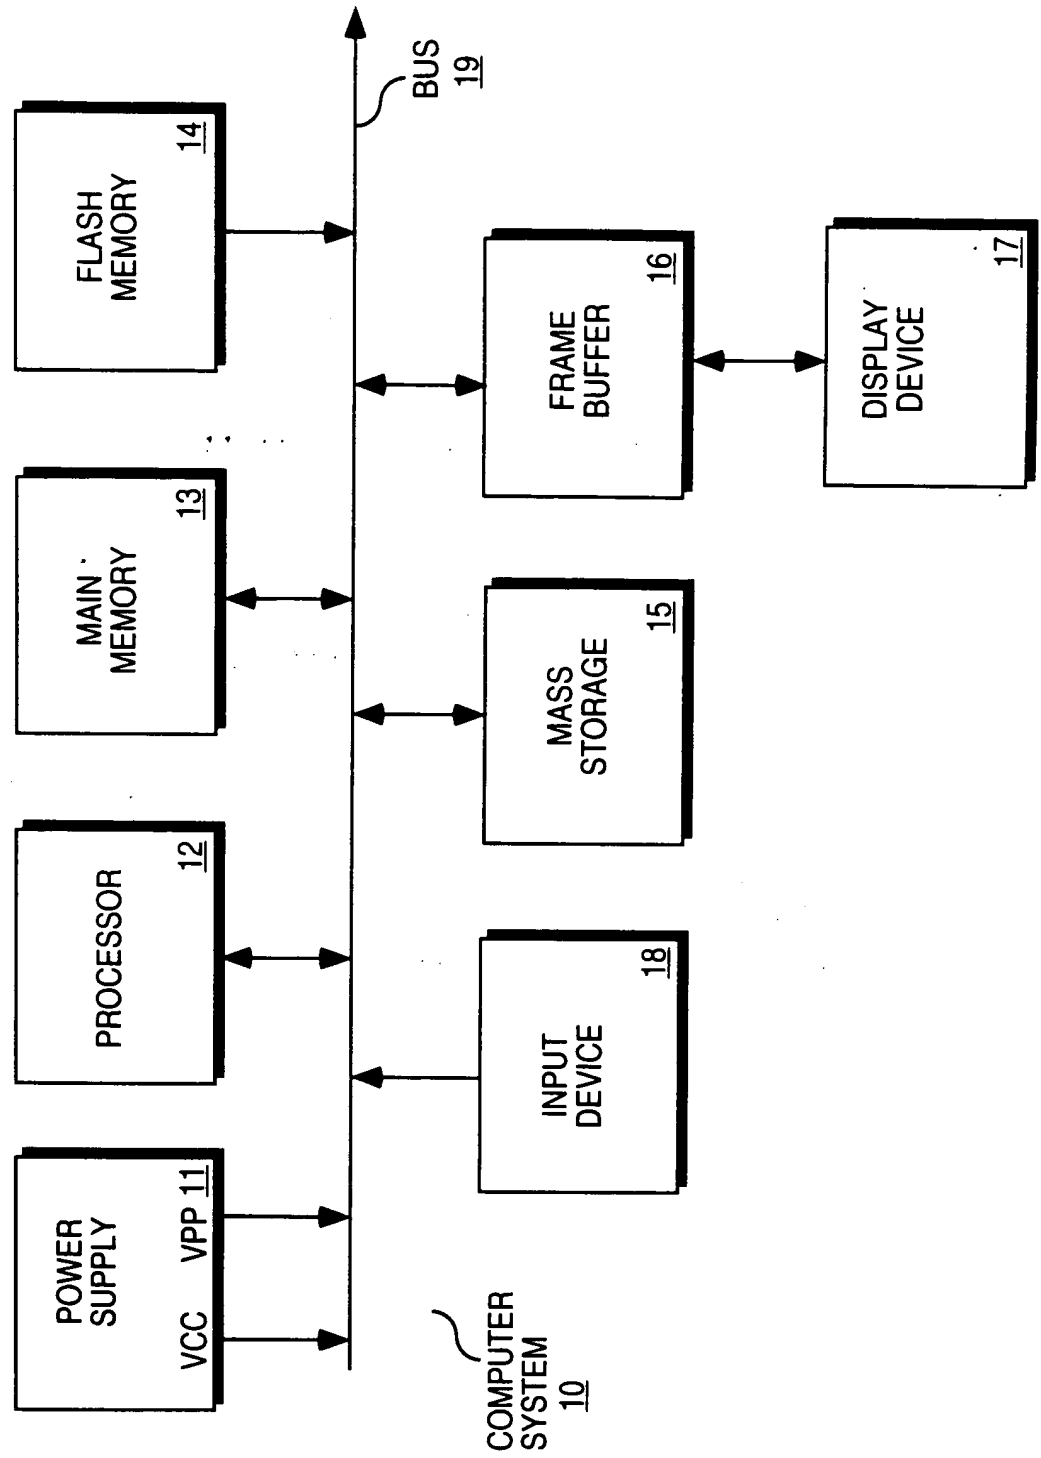 POWER
SUPPLY
VCC VPP 11
PROCESSOR
12
MAIN
MEMORY
13
FLASH
MEMORY
14
BUS
19
INPUT
DEVICE
18
MASS
STORAGE
15
FRAME
BUFFER
16
DISPLAY
DEVICE
17
COMPUTER
SYSTEM
10